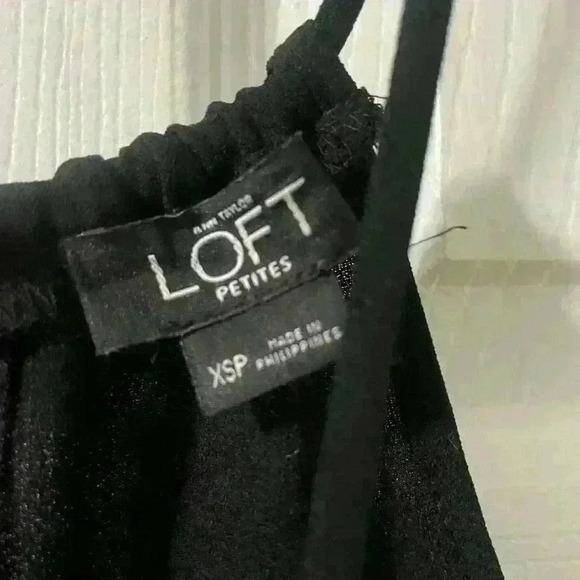 ANN TAYLOR
LOFT
PETITES
XSP
MADE IN
PHILIPPINES